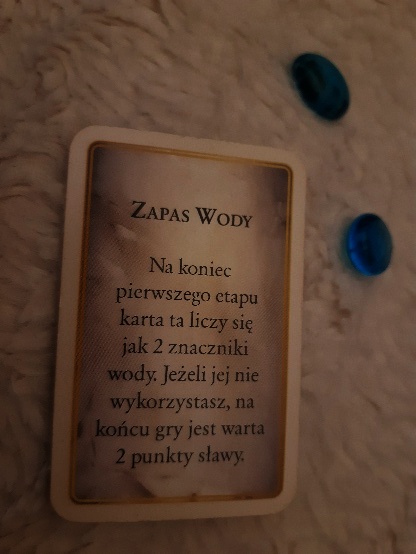 Zapas Wody
Na koniec
pierwszego etapu
karta ta liczy się
jak 2 znaczniki
wody. Jeżeli jej nie
wykorzystasz, na
końcu gry jest warta
2 punkty sławy.